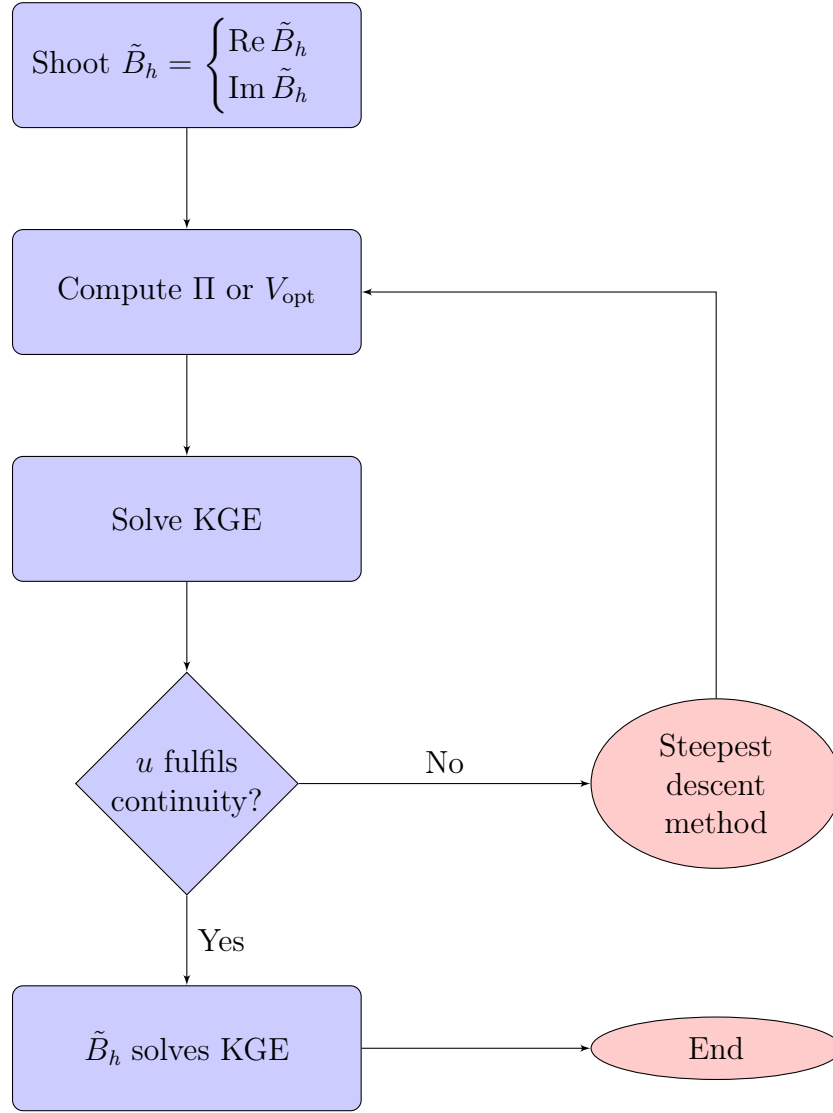 Shoot B̃_h = { Re B̃_h
Im B̃_h
Compute Π or V_opt
Solve KGE
u fulfils
continuity?
No
Steepest
descent
method
Yes
B̃_h solves KGE
End